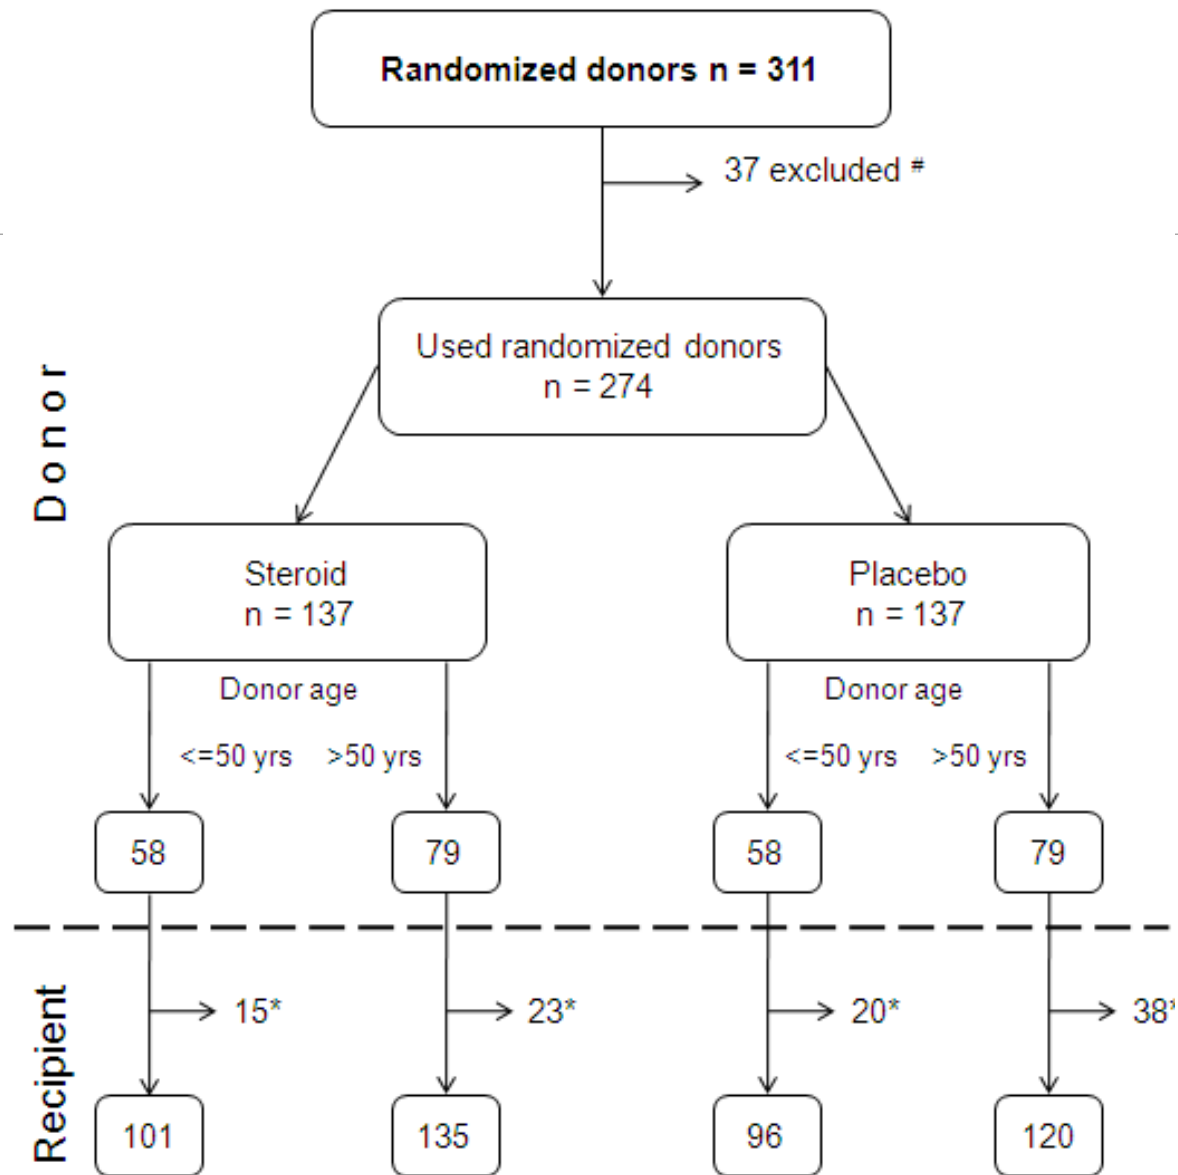 Randomized donors n = 311
37 excluded #
Used randomized donors
n = 274
Donor
Steroid
n = 137
Placebo
n = 137
Donor age
Donor age
<=50 yrs >50 yrs
<=50 yrs >50 yrs
58
79
58
79
Recipient
15*
23*
20*
38*
101
135
96
120